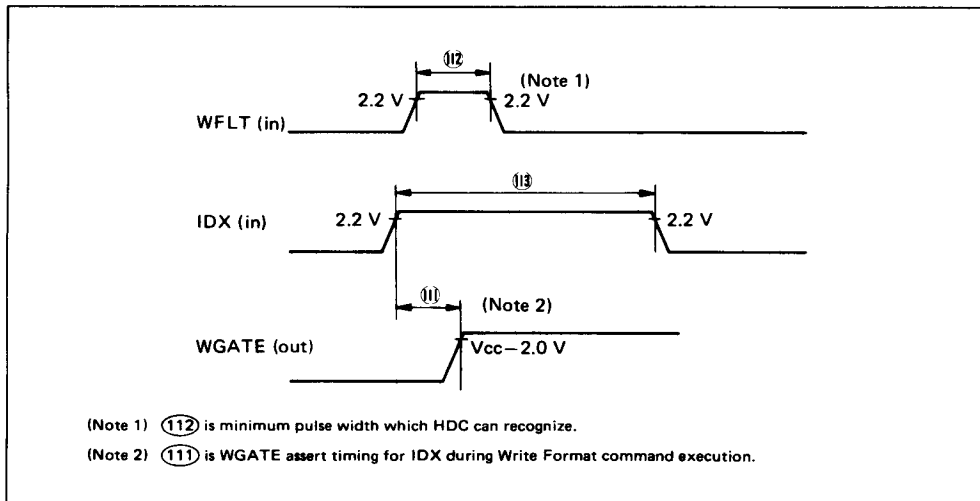 112
(Note 1)
2.2 V
2.2 V
WFLT (in)
113
2.2 V
2.2 V
IDX (in)
111
(Note 2)
WGATE (out)
Vcc−2.0 V
(Note 1) 112 is minimum pulse width which HDC can recognize.
(Note 2) 111 is WGATE assert timing for IDX during Write Format command execution.